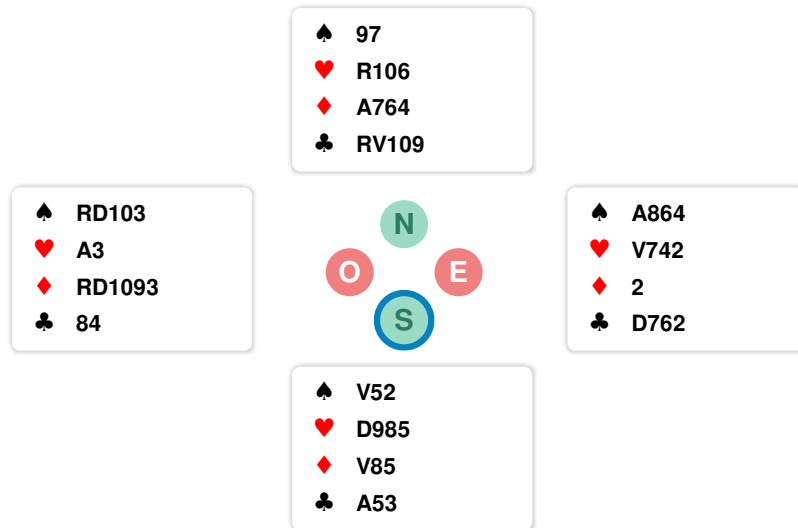 ♠ 97
♥ R106
♦ A764
♣ RV109
♠ RD103
♥ A3
♦ RD1093
♣ 84
N
O E
S
♠ A864
♥ V742
♦ 2
♣ D762
♠ V52
♥ D985
♦ V85
♣ A53